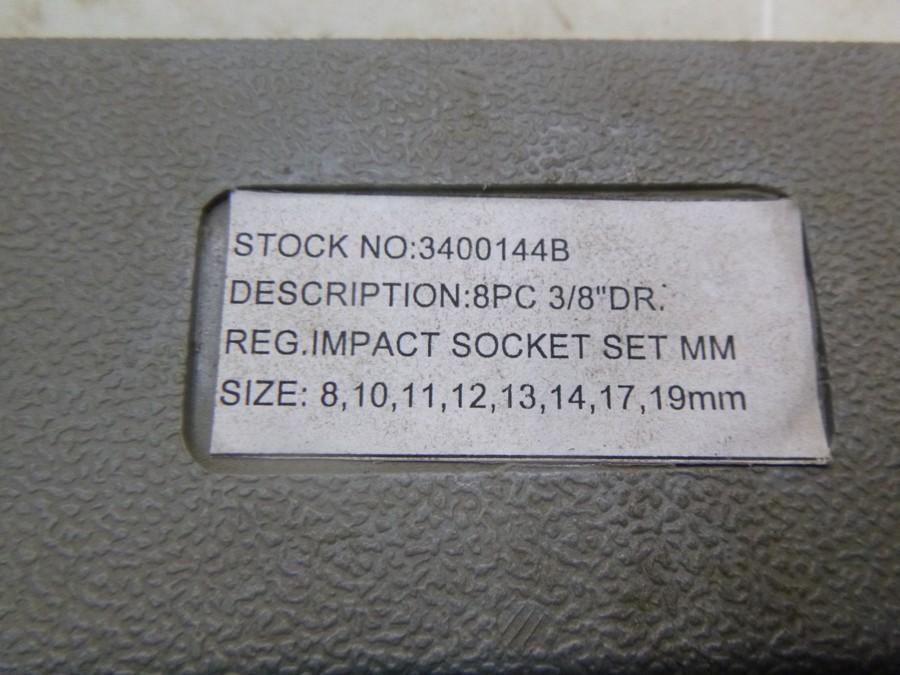 STOCK NO:3400144B
DESCRIPTION:8PC 3/8"DR.
REG.IMPACT SOCKET SET MM
SIZE: 8,10,11,12,13,14,17,19mm